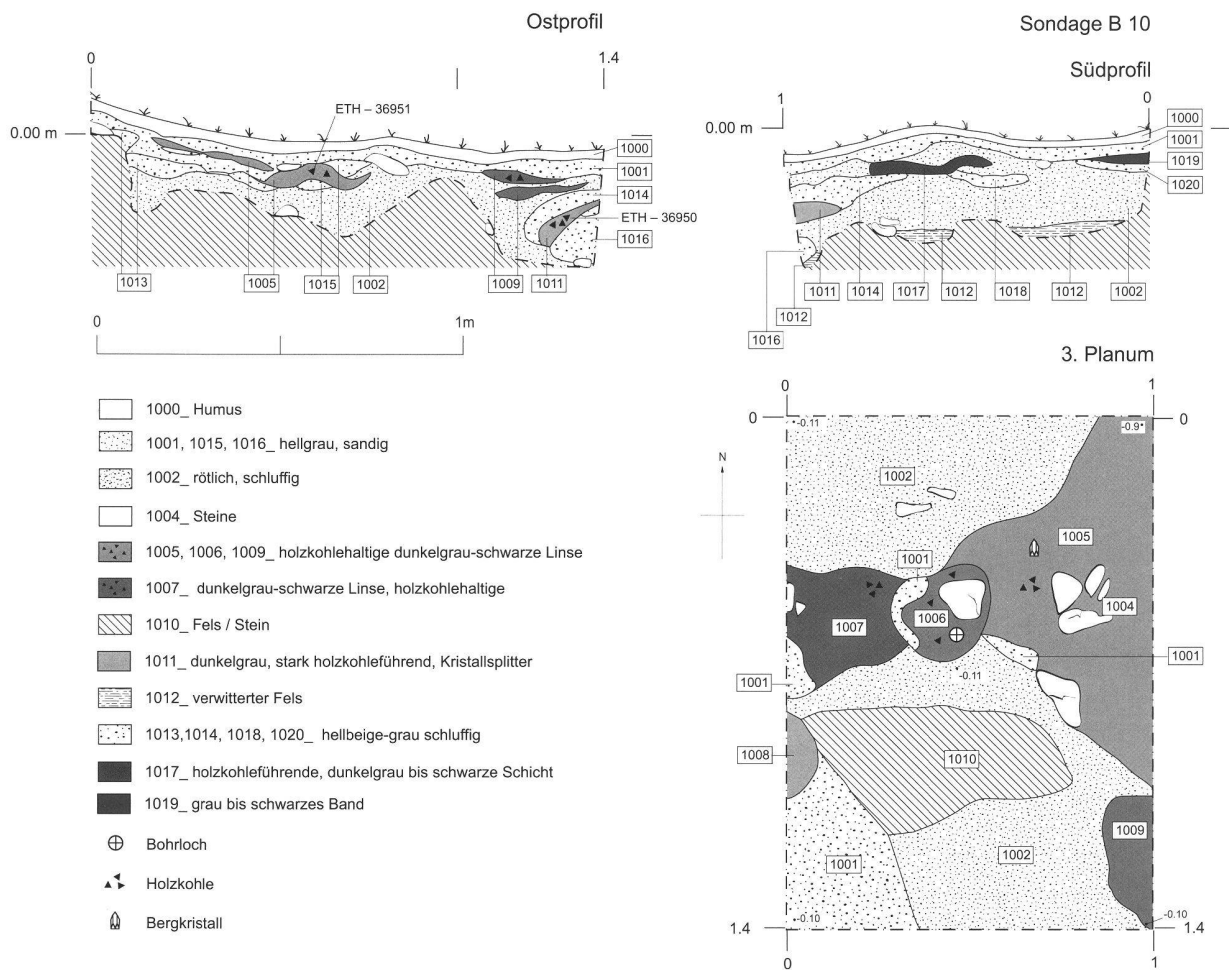 Ostprofil
0
1.4
ETH – 36951
0.00 m
1000
1001
1014
ETH – 36950
1016
1013
1005
1015
1002
1009
1011
0
1m
Sondage B 10
Südprofil
1
0
0.00 m
1000
1001
1019
1020
1011
1014
1017
1012
1018
1012
1002
1012
1016
1000_ Humus
1001, 1015, 1016_ hellgrau, sandig
1002_ rötlich, schluffig
1004_ Steine
1005, 1006, 1009_ holzkohlehaltige dunkelgrau-schwarze Linse
1007_ dunkelgrau-schwarze Linse, holzkohlehaltige
1010_ Fels / Stein
1011_ dunkelgrau, stark holzkohleführend, Kristallsplitter
1012_ verwitterter Fels
1013,1014, 1018, 1020_ hellbeige-grau schluffig
1017_ holzkohleführende, dunkelgrau bis schwarze Schicht
1019_ grau bis schwarzes Band
Bohrloch
Holzkohle
Bergkristall
3. Planum
0
1
0
0
-0.11
-0.9
N
1002
1005
1001
1004
1006
1007
1001
-0.11
1001
1008
1010
1009
1002
1001
-0.10
-0.10
1.4
1.4
0
1